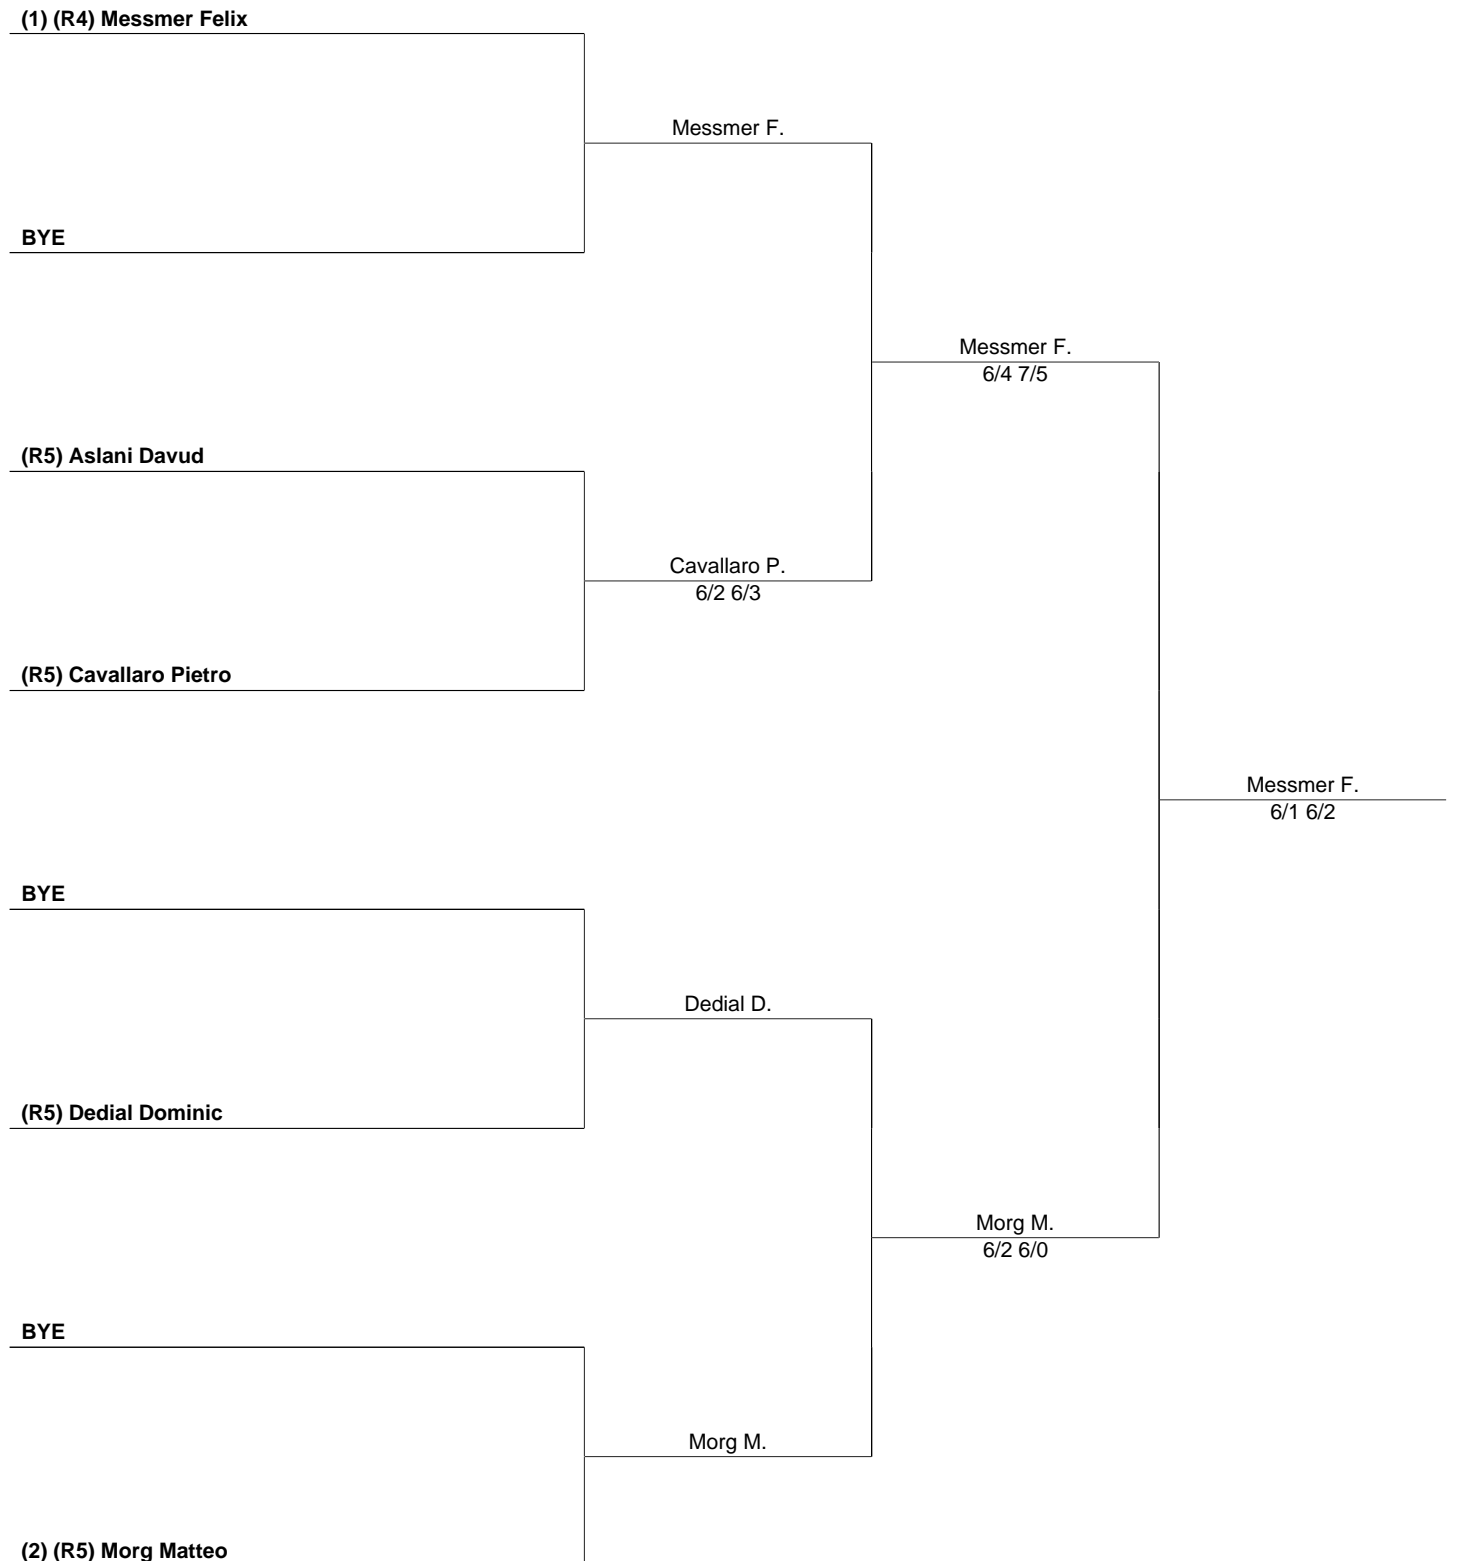 (1) (R4) Messmer Felix
Messmer F.
BYE
Messmer F.
6/4 7/5
(R5) Aslani Davud
Cavallaro P.
6/2 6/3
(R5) Cavallaro Pietro
Messmer F.
6/1 6/2
BYE
Dedial D.
(R5) Dedial Dominic
Morg M.
6/2 6/0
BYE
Morg M.
(2) (R5) Morg Matteo